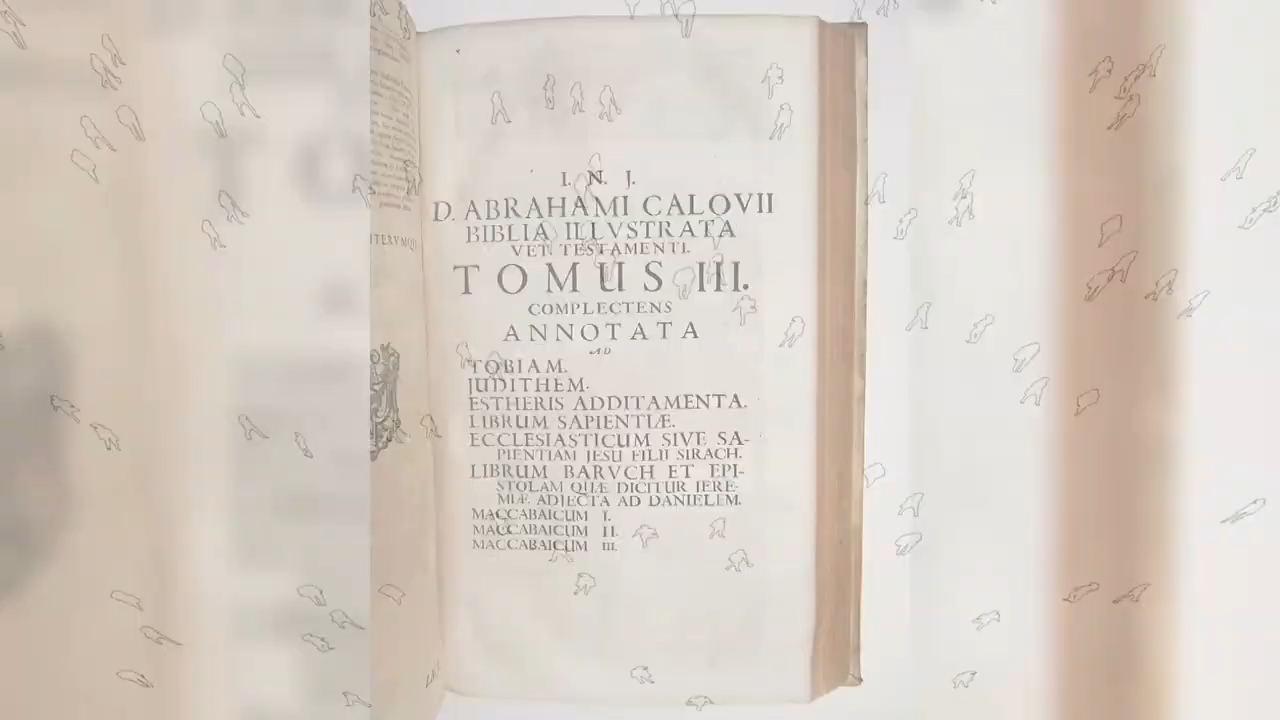 I. N. J.
D. ABRAHAMI CALOVII
BIBLIA ILLVSTRATA
VET. TESTAMENTI.
TOMUS III.
COMPLECTENS
ANNOTATA
AD
TOBIAM.
JUDITHEM.
ESTHERIS ADDITAMENTA.
LIBRUM SAPIENTIÆ.
ECCLESIASTICUM SIVE SA-
PIENTIAM JESU FILII SIRACH.
LIBRUM BARVCH ET EPI-
STOLAM QUÆ DICITUR JERE-
MIÆ ADJECTA AD DANIELEM.
MACCABAICUM I.
MACCABAICUM II.
MACCABAICUM III.